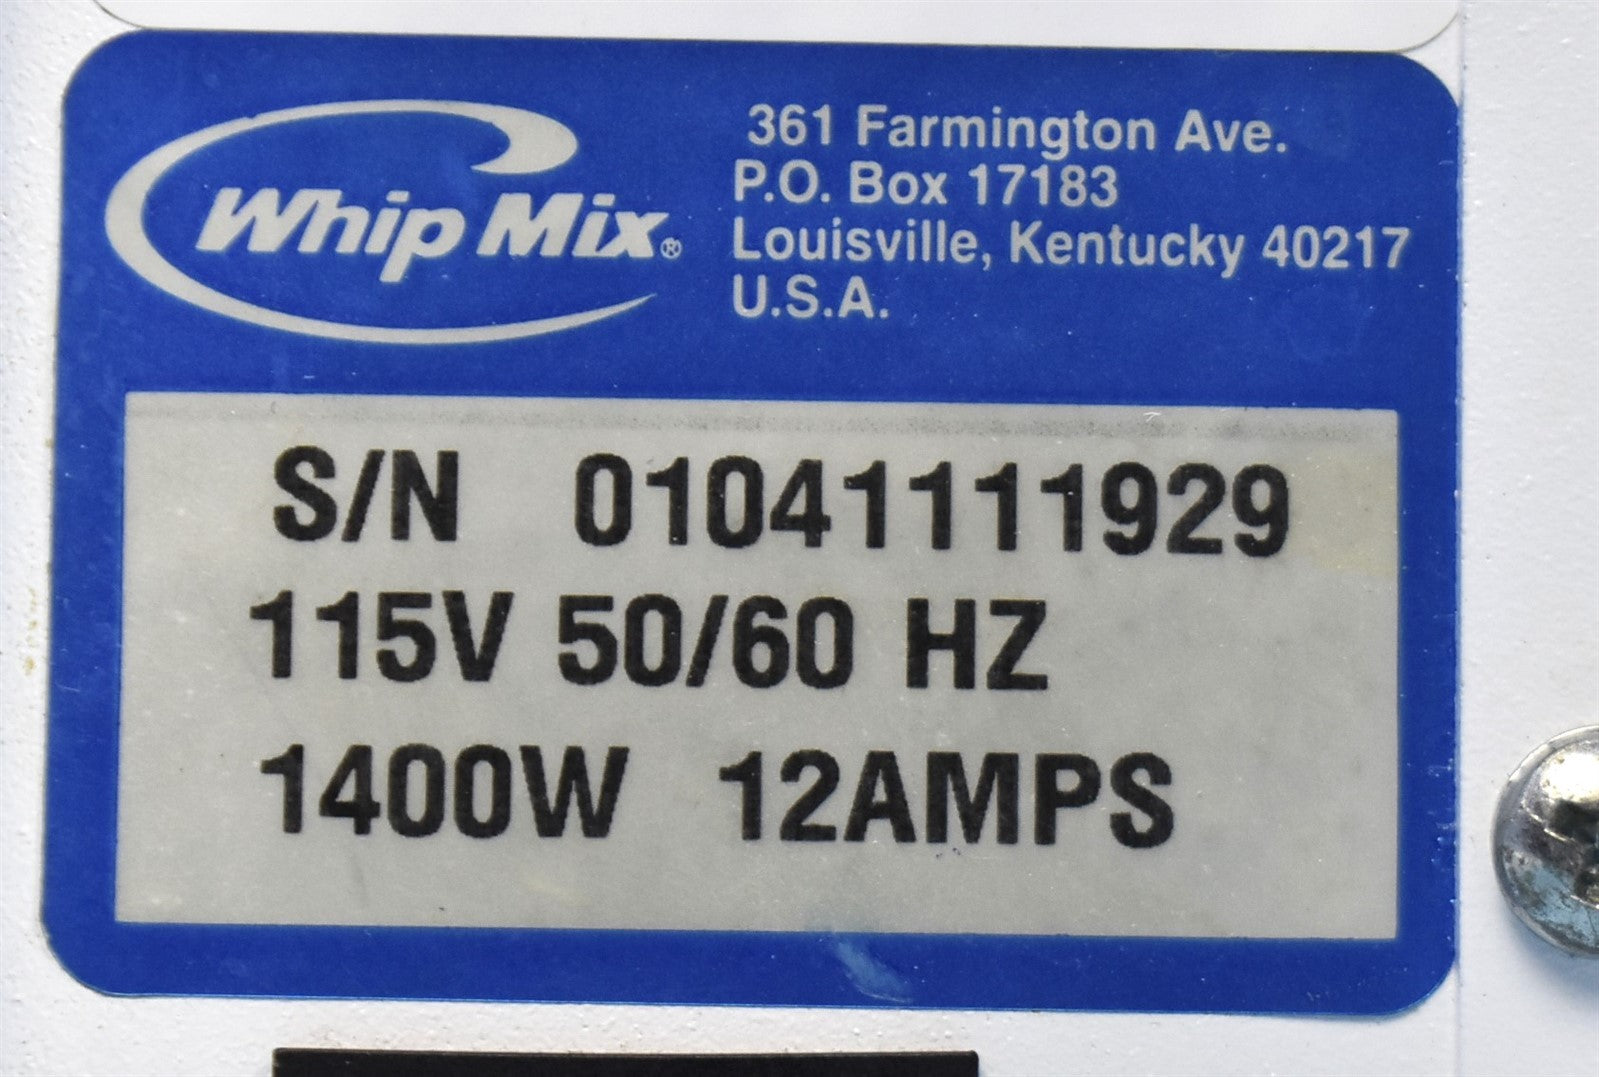 Whip Mix®
361 Farmington Ave.
P.O. Box 17183
Louisville, Kentucky 40217
U.S.A.
S/N 01041111929
115V 50/60 HZ
1400W 12AMPS